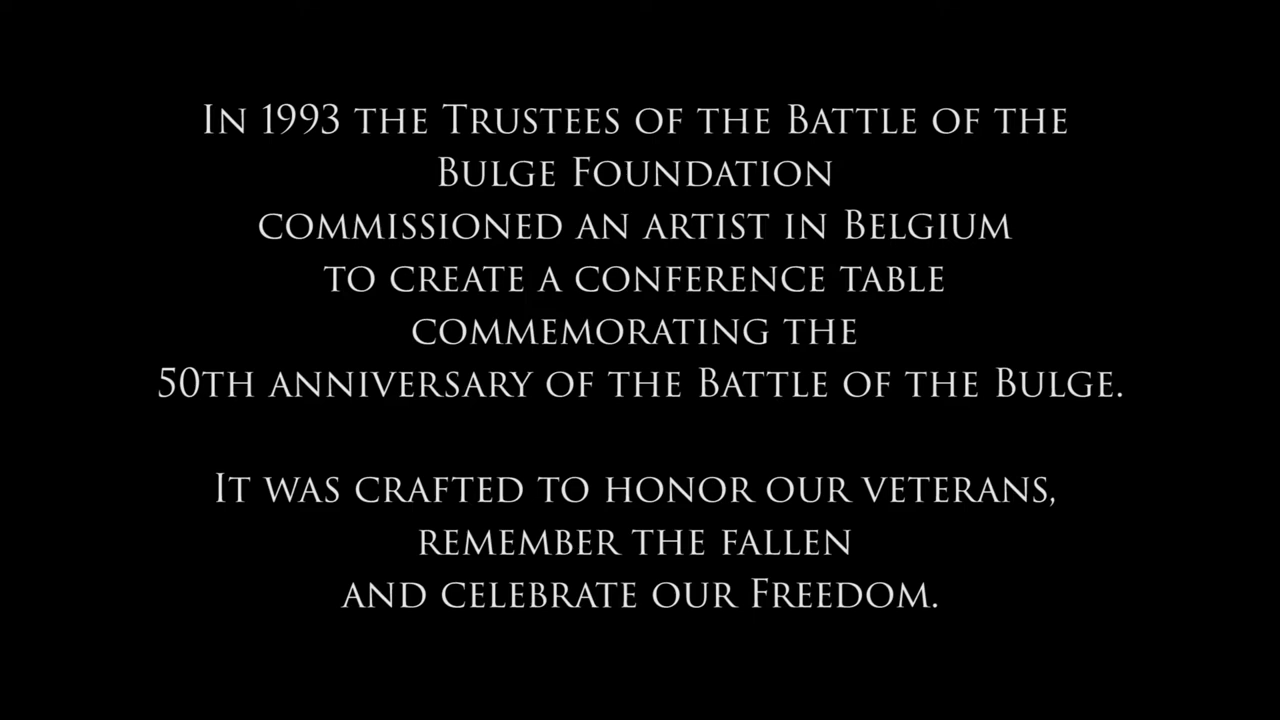 In 1993 the Trustees of the Battle of the
Bulge Foundation
commissioned an artist in Belgium
to create a conference table
commemorating the
50th anniversary of the Battle of the Bulge.
It was crafted to honor our veterans,
remember the fallen
and celebrate our Freedom.